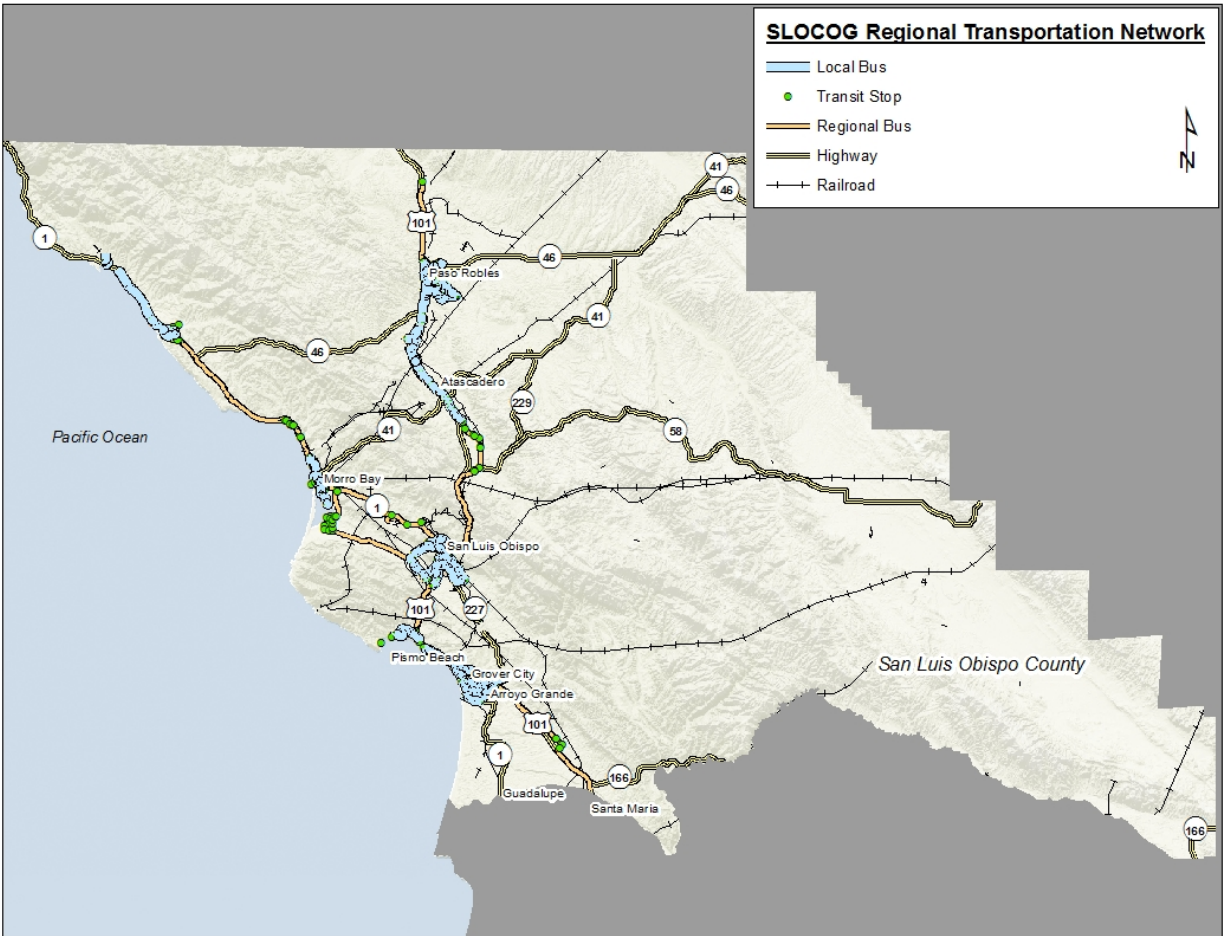 SLOCOG Regional Transportation Network
Local Bus
Transit Stop
Regional Bus
Highway
Railroad
N
41
46
101
1
46
Paso Robles
41
46
Atascadero
229
41
58
Pacific Ocean
Morro Bay
1
San Luis Obispo
101
227
Pismo Beach
San Luis Obispo County
Grover City
Arroyo Grande
101
1
166
Guadalupe
Santa Maria
166